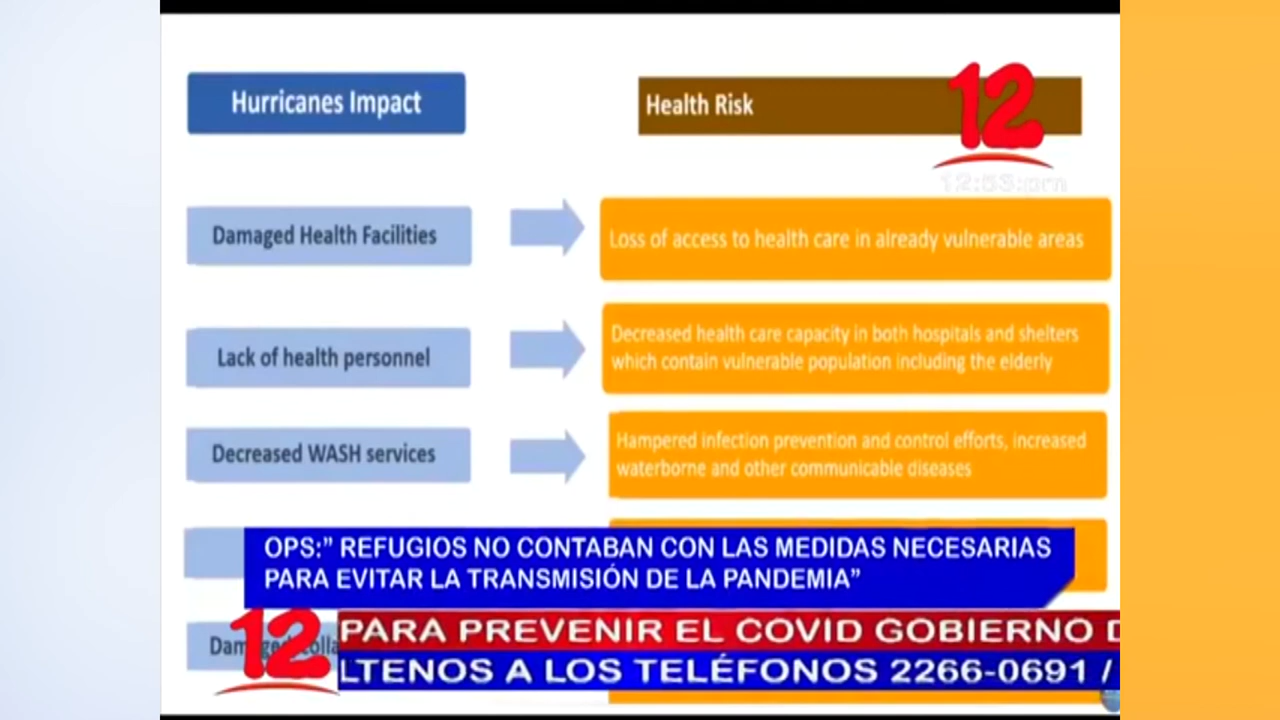 Hurricanes Impact
Health Risk
12
12:53:pm
Damaged Health Facilities
Loss of access to health care in already vulnerable areas
Lack of health personnel
Decreased health care capacity in both hospitals and shelters
which contain vulnerable population including the elderly
Decreased WASH services
Hampered infection prevention and control efforts, increased
waterborne and other communicable diseases
OPS:” REFUGIOS NO CONTABAN CON LAS MEDIDAS NECESARIAS
PARA EVITAR LA TRANSMISIÓN DE LA PANDEMIA”
12
PARA PREVENIR EL COVID GOBIERNO D
LTENOS A LOS TELÉFONOS 2266-0691 /